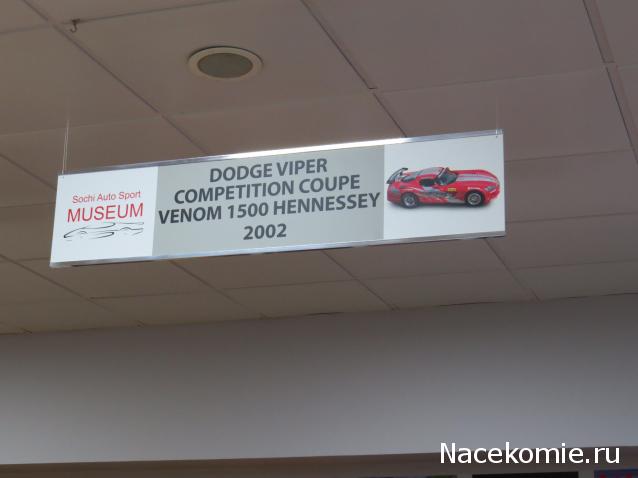 Sochi Auto Sport
MUSEUM
DODGE VIPER
COMPETITION COUPE
VENOM 1500 HENNESSEY
2002
Nacekomie.ru